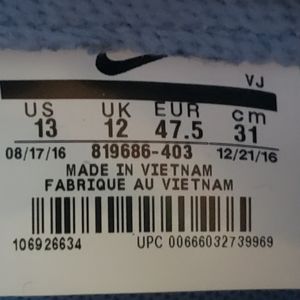 VJ
US UK EUR cm
13 12 47.5 31
08/17/16 819686-403 12/21/16
MADE IN VIETNAM
FABRIQUE AU VIETNAM
106926634 UPC 00666032739969